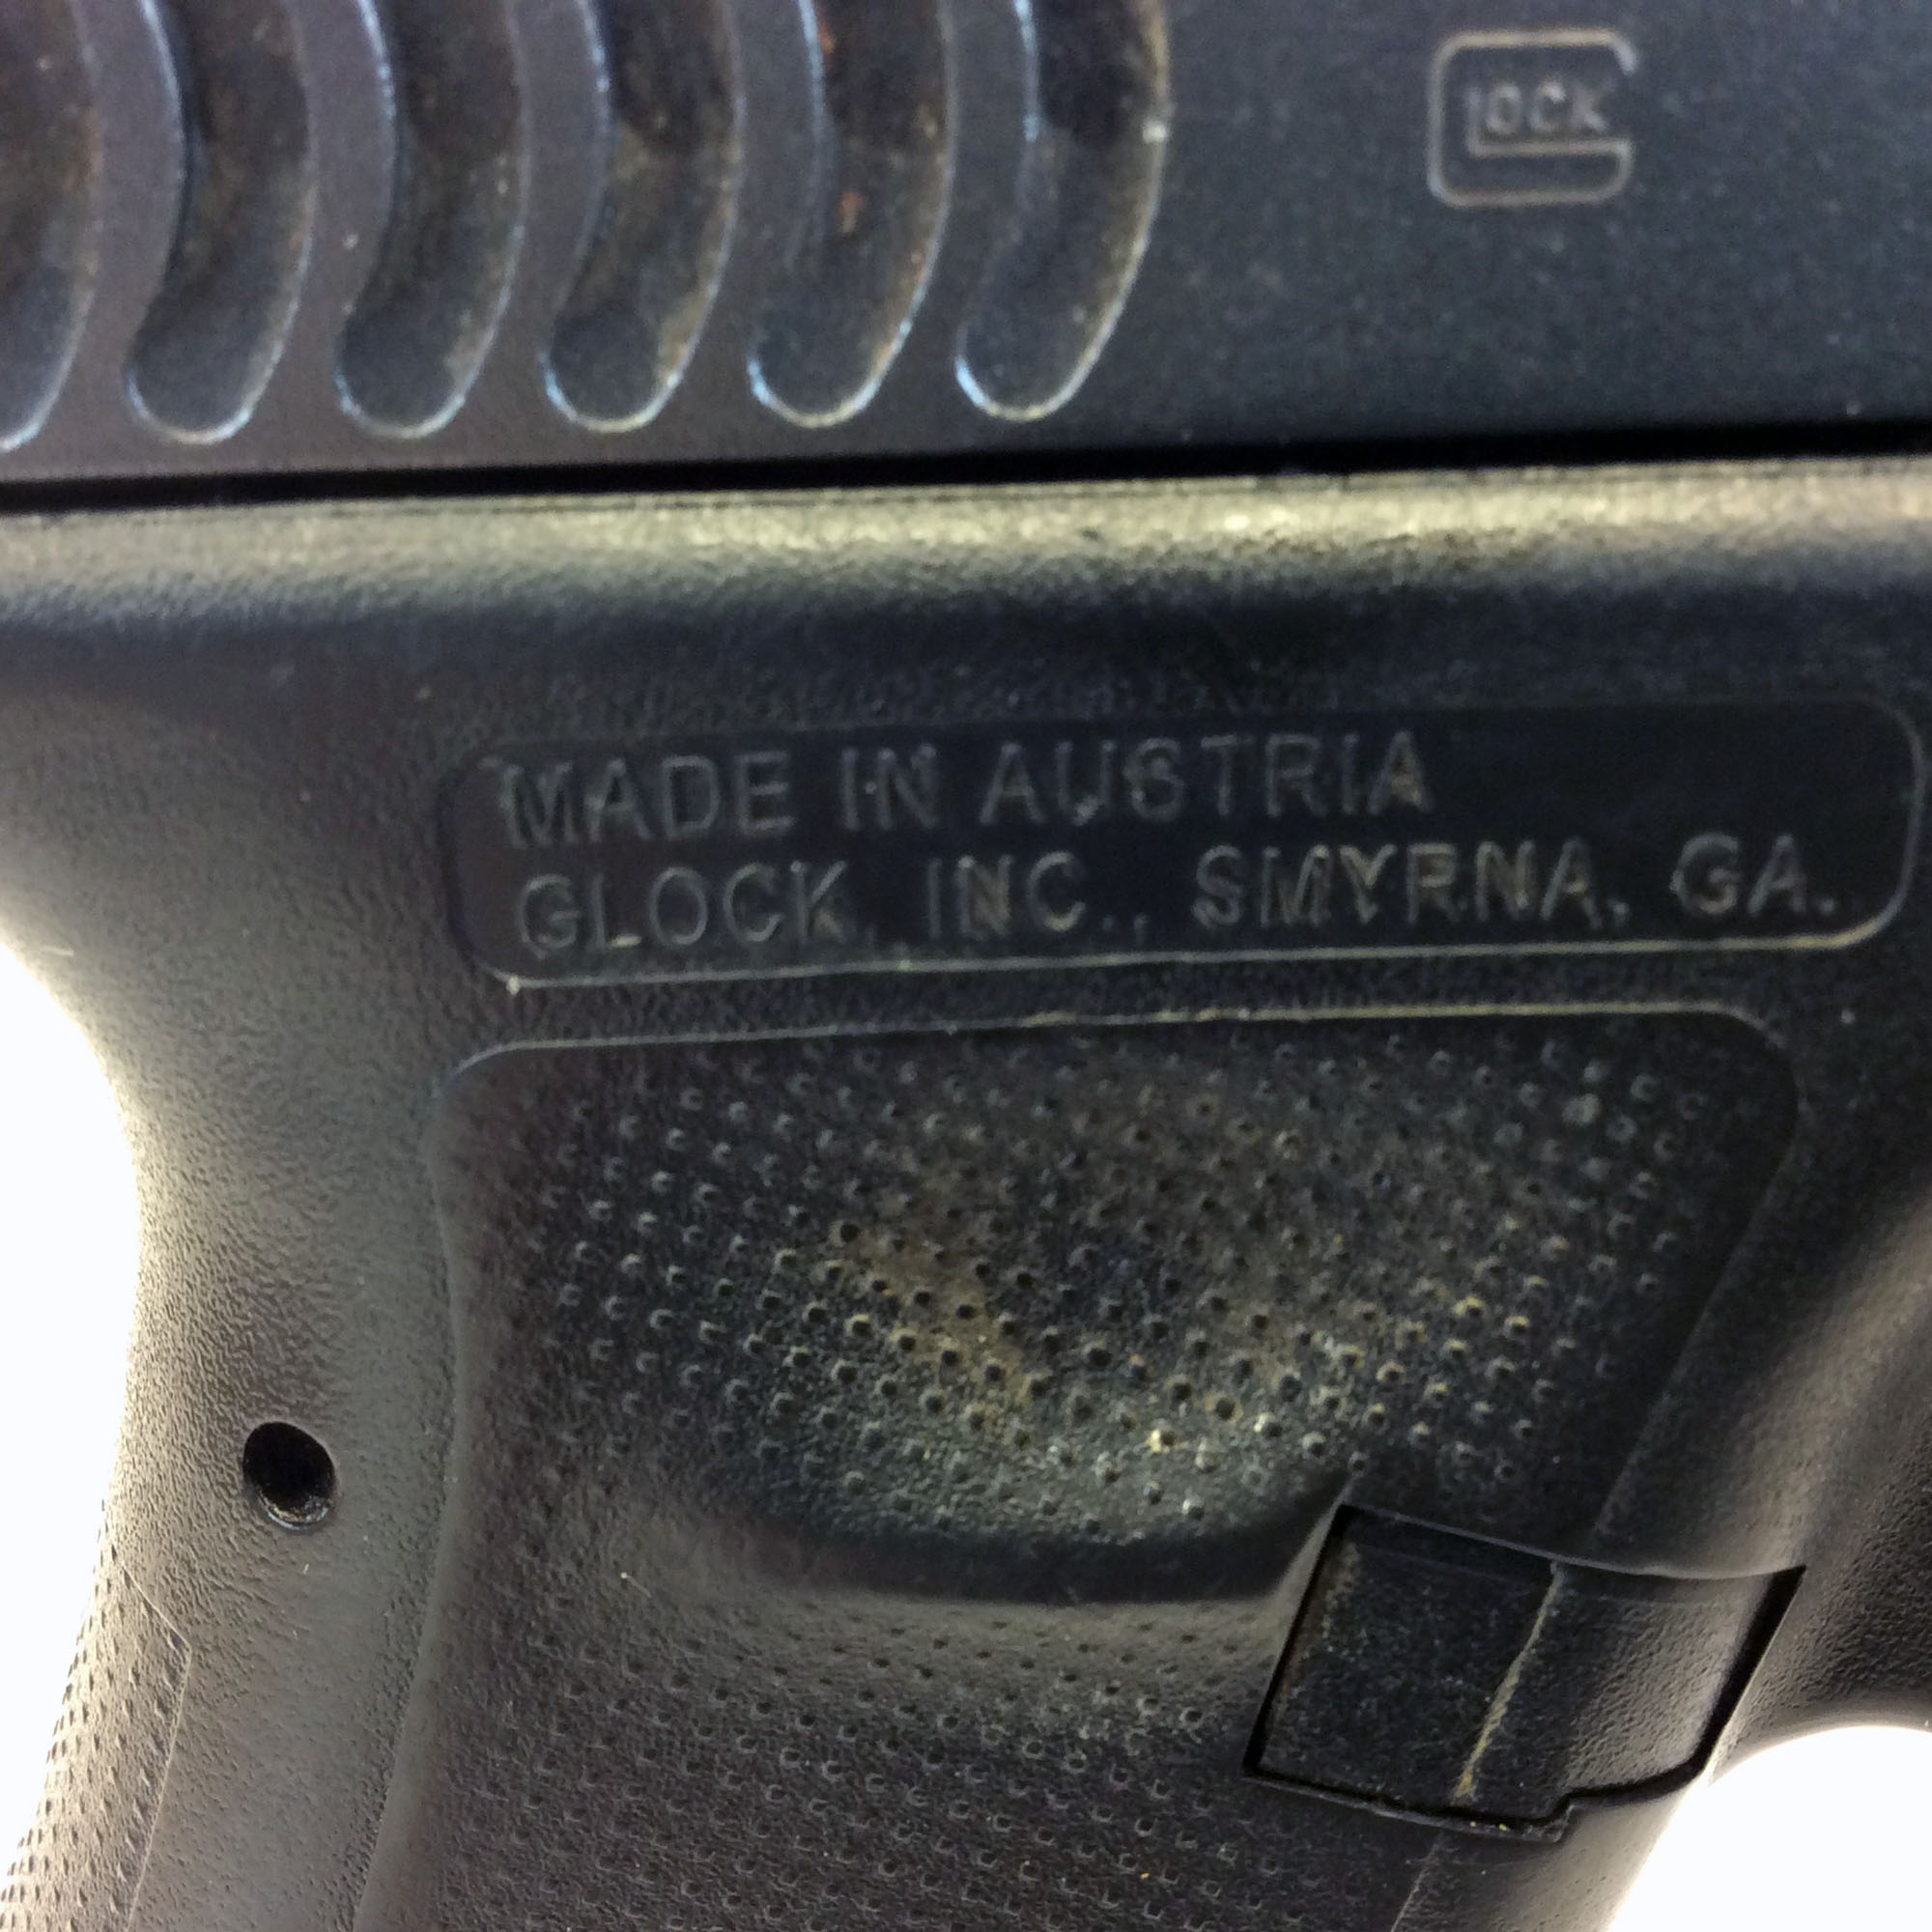 GLOCK
MADE IN AUSTRIA
GLOCK, INC., SMYRNA, GA.